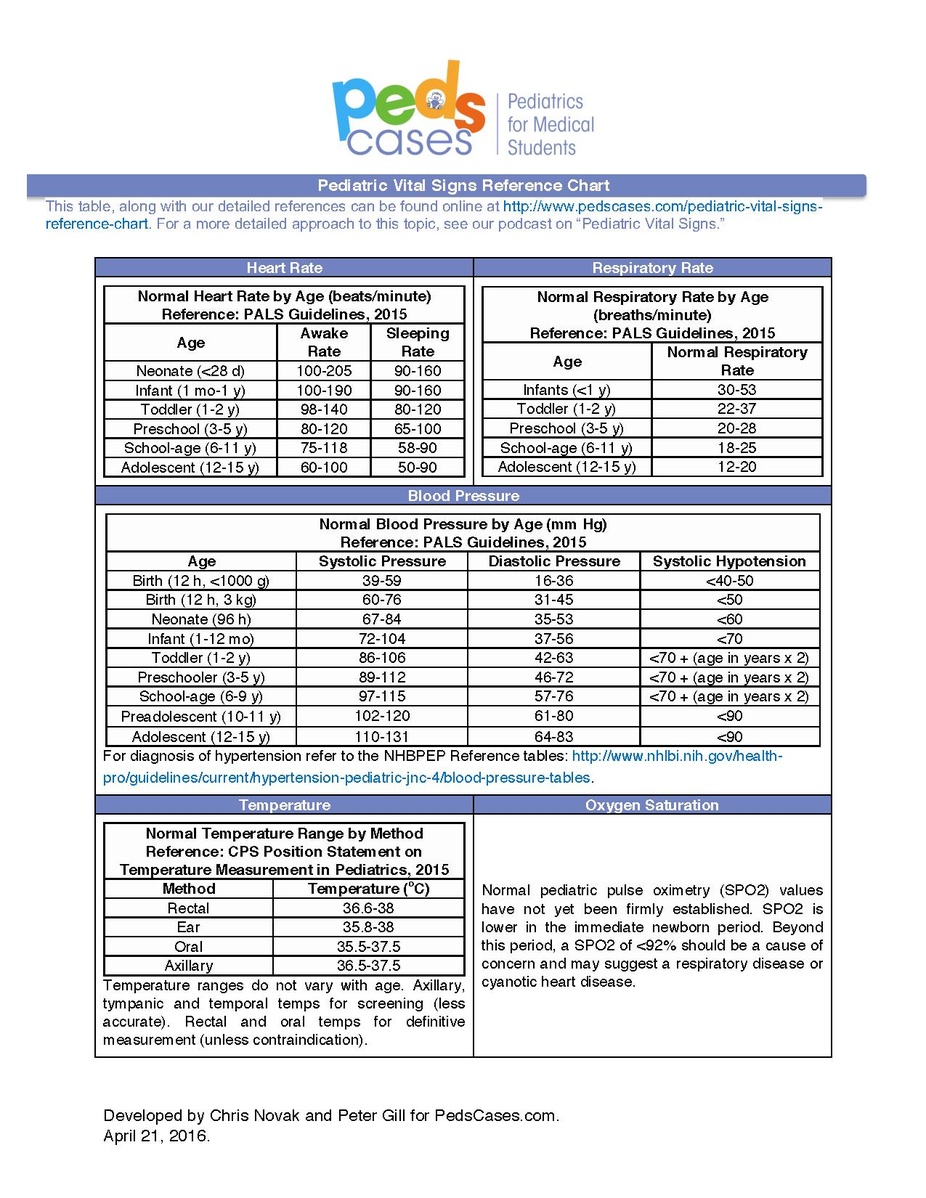 peds
cases
Pediatrics
for Medical
Students
Pediatric Vital Signs Reference Chart
This table, along with our detailed references can be found online at http://www.pedscases.com/pediatric-vital-signs-
reference-chart. For a more detailed approach to this topic, see our podcast on “Pediatric Vital Signs.”
Heart Rate
Normal Heart Rate by Age (beats/minute)
Reference: PALS Guidelines, 2015
Age Awake Rate Sleeping Rate
Neonate (<28 d) 100-205 90-160
Infant (1 mo-1 y) 100-190 90-160
Toddler (1-2 y) 98-140 80-120
Preschool (3-5 y) 80-120 65-100
School-age (6-11 y) 75-118 58-90
Adolescent (12-15 y) 60-100 50-90
Respiratory Rate
Normal Respiratory Rate by Age
(breaths/minute)
Reference: PALS Guidelines, 2015
Age Normal Respiratory Rate
Infants (<1 y) 30-53
Toddler (1-2 y) 22-37
Preschool (3-5 y) 20-28
School-age (6-11 y) 18-25
Adolescent (12-15 y) 12-20
Blood Pressure
Normal Blood Pressure by Age (mm Hg)
Reference: PALS Guidelines, 2015
Age Systolic Pressure Diastolic Pressure Systolic Hypotension
Birth (12 h, <1000 g) 39-59 16-36 <40-50
Birth (12 h, 3 kg) 60-76 31-45 <50
Neonate (96 h) 67-84 35-53 <60
Infant (1-12 mo) 72-104 37-56 <70
Toddler (1-2 y) 86-106 42-63 <70 + (age in years x 2)
Preschooler (3-5 y) 89-112 46-72 <70 + (age in years x 2)
School-age (6-9 y) 97-115 57-76 <70 + (age in years x 2)
Preadolescent (10-11 y) 102-120 61-80 <90
Adolescent (12-15 y) 110-131 64-83 <90
For diagnosis of hypertension refer to the NHBPEP Reference tables: http://www.nhlbi.nih.gov/health-
pro/guidelines/current/hypertension-pediatric-jnc-4/blood-pressure-tables.
Temperature
Normal Temperature Range by Method
Reference: CPS Position Statement on
Temperature Measurement in Pediatrics, 2015
Method Temperature (°C)
Rectal 36.6-38
Ear 35.8-38
Oral 35.5-37.5
Axillary 36.5-37.5
Temperature ranges do not vary with age. Axillary,
tympanic and temporal temps for screening (less
accurate). Rectal and oral temps for definitive
measurement (unless contraindication).
Oxygen Saturation
Normal pediatric pulse oximetry (SPO2) values
have not yet been firmly established. SPO2 is
lower in the immediate newborn period. Beyond
this period, a SPO2 of <92% should be a cause of
concern and may suggest a respiratory disease or
cyanotic heart disease.
Developed by Chris Novak and Peter Gill for PedsCases.com.
April 21, 2016.